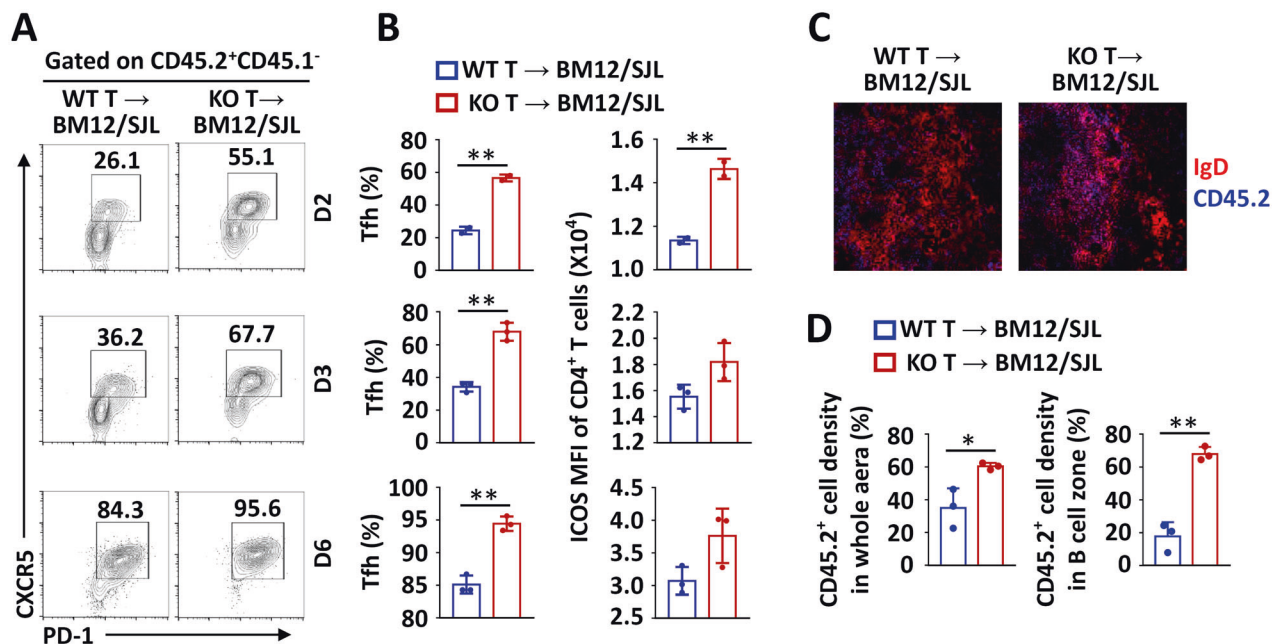 A
Gated on CD45.2⁺CD45.1⁻
WT T → KO T→
BM12/SJL BM12/SJL
26.1 55.1
D2
36.2 67.7
D3
84.3 95.6
D6
CXCR5
PD-1
B
WT T → BM12/SJL
KO T → BM12/SJL
Tfh (%)
80
60
40
20
0
**
ICOS MFI of CD4⁺ T cells (X10⁴)
1.6
1.4
1.2
1.0
**
Tfh (%)
80
60
40
20
0
**
2.2
2.0
1.8
1.6
1.4
1.2
Tfh (%)
100
95
90
85
80
**
4.5
4.0
3.5
3.0
2.5
C
WT T → KO T→
BM12/SJL BM12/SJL
IgD
CD45.2
D
WT T → BM12/SJL
KO T → BM12/SJL
CD45.2⁺ cell density
in whole aera (%)
80
60
40
20
0
*
CD45.2⁺ cell density
in B cell zone (%)
80
60
40
20
0
**